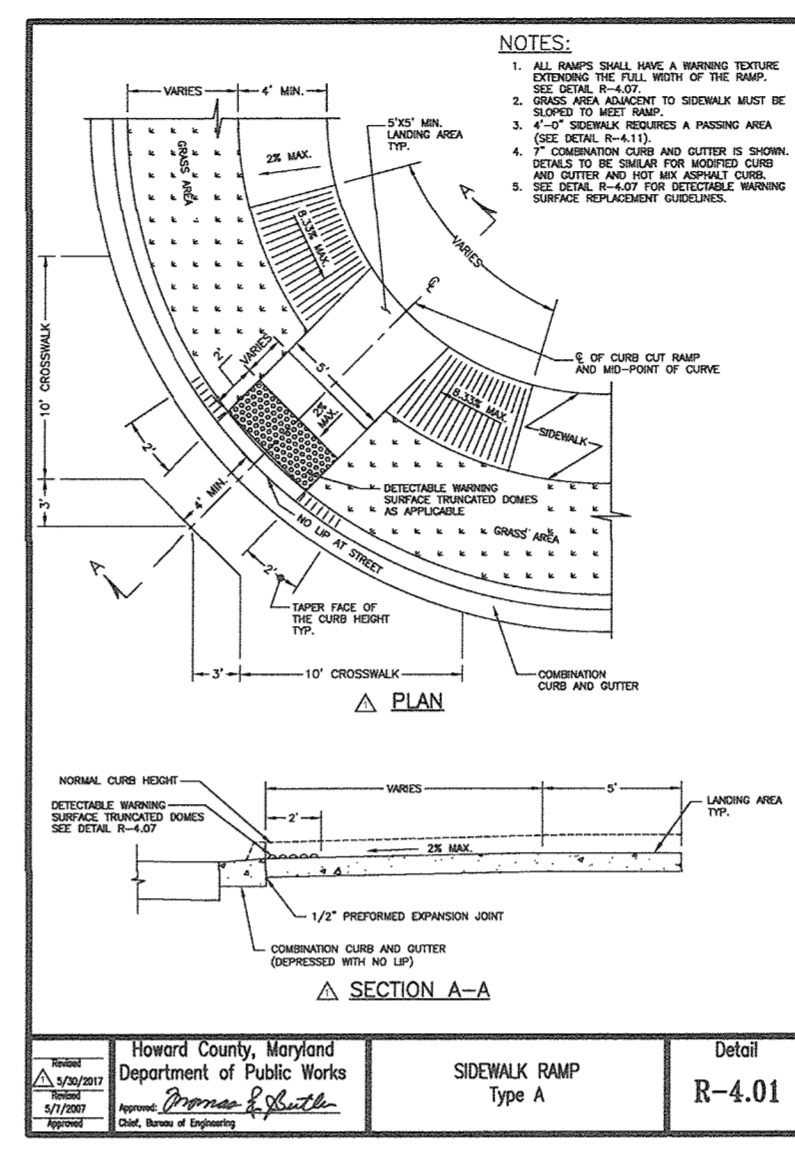 NOTES:
1. ALL RAMPS SHALL HAVE A WARNING TEXTURE
EXTENDING THE FULL WIDTH OF THE RAMP.
SEE DETAIL R-4.07.
2. GRASS AREA ADJACENT TO SIDEWALK MUST BE
SLOPED TO MEET RAMP.
3. 4'-0" SIDEWALK REQUIRES A PASSING AREA
(SEE DETAIL R-4.11).
4. 7" COMBINATION CURB AND GUTTER IS SHOWN.
DETAILS TO BE SIMILAR FOR MODIFIED CURB
AND GUTTER AND HOT MIX ASPHALT CURB.
5. SEE DETAIL R-4.07 FOR DETECTABLE WARNING
SURFACE REPLACEMENT GUIDELINES.
VARIES
4' MIN.
5'X5' MIN.
LANDING AREA
TYP.
GRASS AREA
2% MAX.
8.33% MAX.
A
VARIES
℄
10' CROSSWALK
2'
VARIES
5'
2%
MAX.
℄ OF CURB CUT RAMP
AND MID-POINT OF CURVE
8.33% MAX.
SIDEWALK
2'
3'
4' MIN.
DETECTABLE WARNING
SURFACE TRUNCATED DOMES
AS APPLICABLE
NO LIP AT STREET
GRASS AREA
A
2'
TAPER FACE OF
THE CURB HEIGHT
TYP.
3'
10' CROSSWALK
COMBINATION
CURB AND GUTTER
1 PLAN
NORMAL CURB HEIGHT
DETECTABLE WARNING
SURFACE TRUNCATED DOMES
SEE DETAIL R-4.07
VARIES
5'
2'
LANDING AREA
TYP.
2% MAX.
1/2" PREFORMED EXPANSION JOINT
COMBINATION CURB AND GUTTER
(DEPRESSED WITH NO LIP)
1 SECTION A-A
Revised
1 5/30/2017
Revised
5/7/2007
Approved
Howard County, Maryland
Department of Public Works
Approved: Thomas E. Butler
Chief, Bureau of Engineering
SIDEWALK RAMP
Type A
Detail
R-4.01